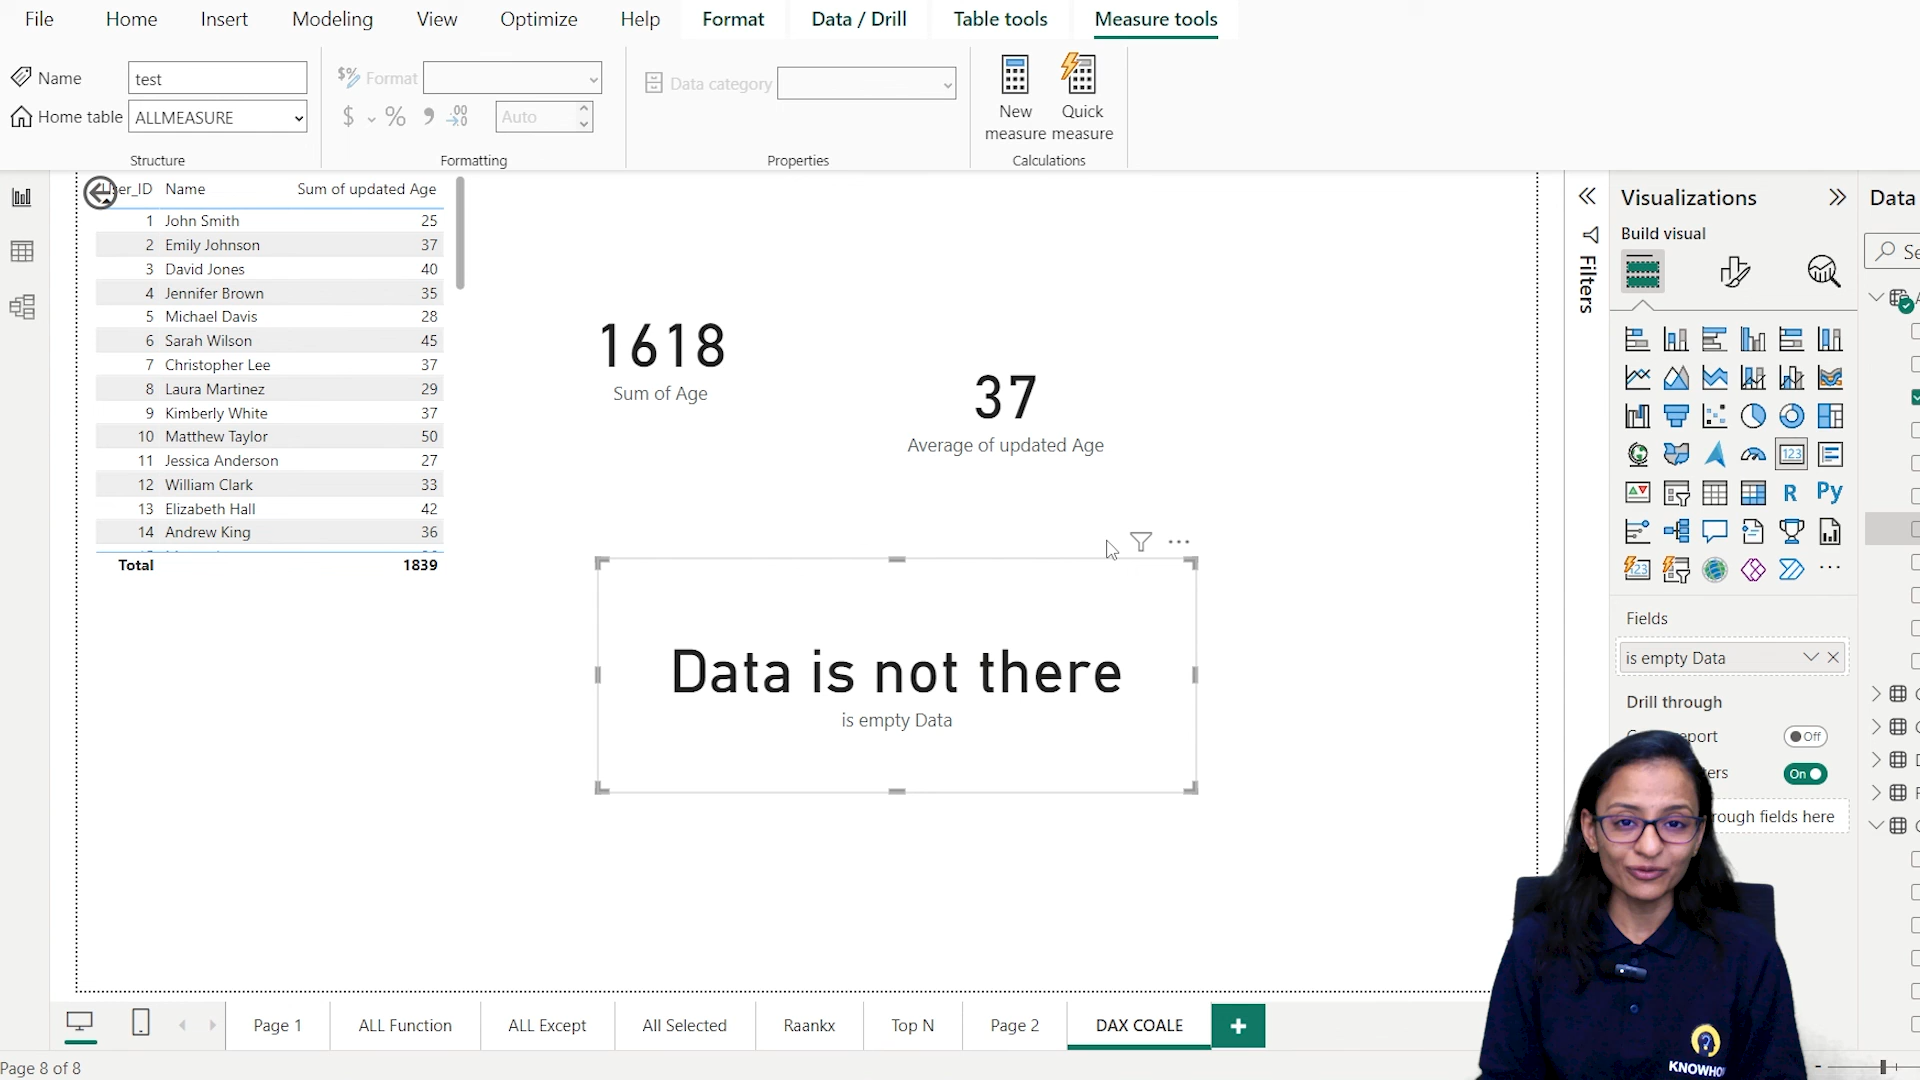 File Home Insert Modeling View Optimize Help Format Data / Drill Table tools Measure tools
Name test
Home table ALLMEASURE
Structure
Format
$ % , .00
Auto
Formatting
Data category
Properties
New measure
Quick measure
Calculations
User_ID Name Sum of updated Age
1 John Smith 25
2 Emily Johnson 37
3 David Jones 40
4 Jennifer Brown 35
5 Michael Davis 28
6 Sarah Wilson 45
7 Christopher Lee 37
8 Laura Martinez 29
9 Kimberly White 37
10 Matthew Taylor 50
11 Jessica Anderson 27
12 William Clark 33
13 Elizabeth Hall 42
14 Andrew King 36
Total 1839
1618
Sum of Age
37
Average of updated Age
Data is not there
is empty Data
Filters
Visualizations
Build visual
123
R Py
123
Fields
is empty Data
Drill through
Off
On
fields here
Data
KNOWHO
Page 1 ALL Function ALL Except All Selected Raankx Top N Page 2 DAX COALE +
Page 8 of 8